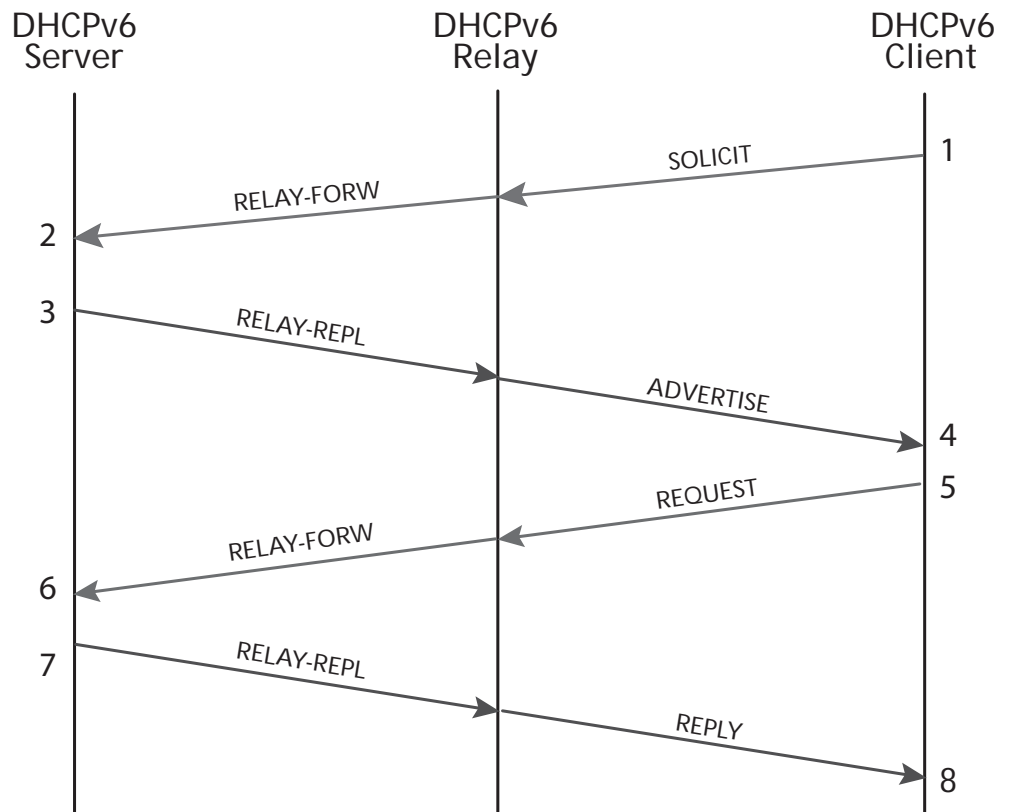 DHCPv6
Server
DHCPv6
Relay
DHCPv6
Client
1
SOLICIT
RELAY-FORW
2
3
RELAY-REPL
ADVERTISE
4
5
REQUEST
RELAY-FORW
6
7
RELAY-REPL
REPLY
8